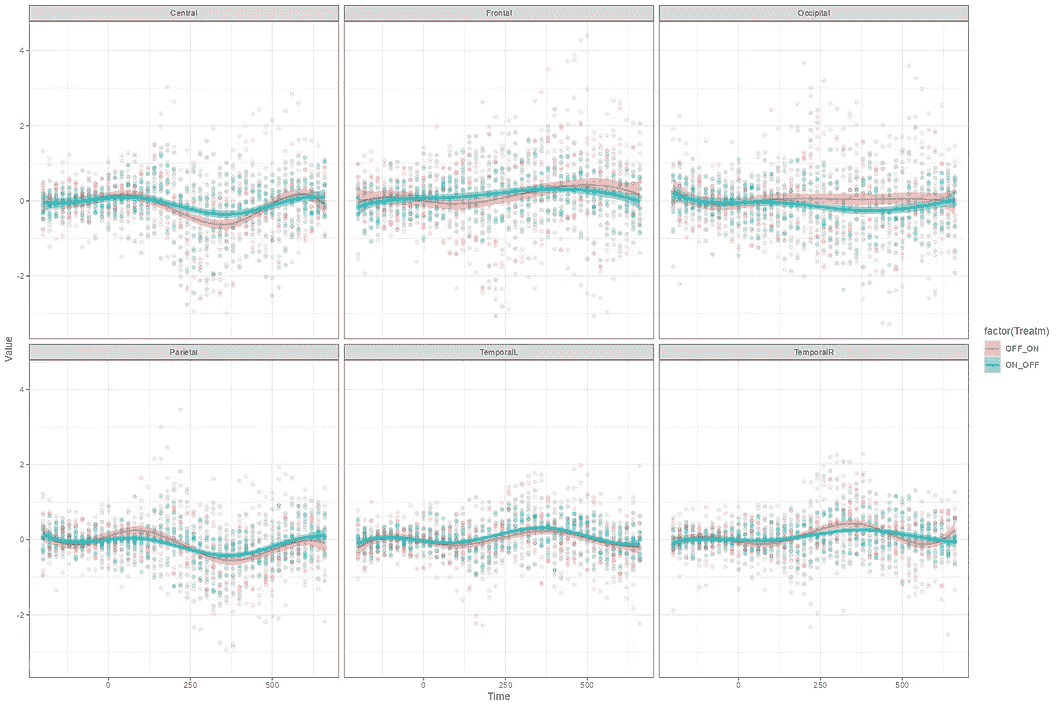 Central Frontal Occipital
4
2
0
-2
Value
Parietal TemporalL TemporalR
4
2
0
-2
0 250 500 0 250 500 0 250 500
Time
factor(Treatm)
OFF_ON
ON_OFF